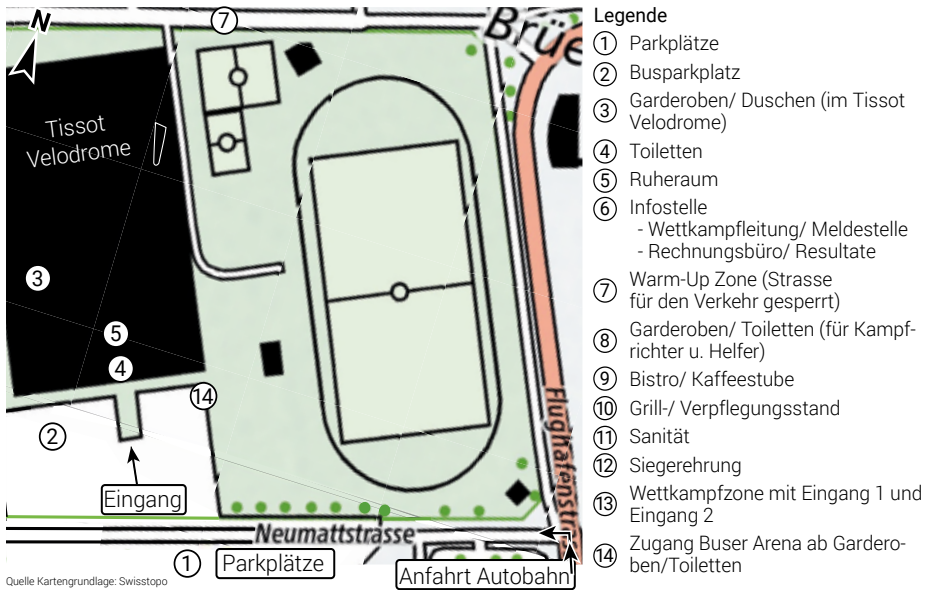 N
7
Brüe
Tissot
Velodrome
3
5
4
14
2
Eingang
Neumattstrasse
Flughafenstrasse
1
Parkplätze
Anfahrt Autobahn
Quelle Kartengrundlage: Swisstopo
Legende
1 Parkplätze
2 Busparkplatz
3 Garderoben/ Duschen (im Tissot
Velodrome)
4 Toiletten
5 Ruheraum
6 Infostelle
- Wettkampfleitung/ Meldestelle
- Rechnungsbüro/ Resultate
7 Warm-Up Zone (Strasse
für den Verkehr gesperrt)
8 Garderoben/ Toiletten (für Kampf-
richter u. Helfer)
9 Bistro/ Kaffeestube
10 Grill-/ Verpflegungsstand
11 Sanität
12 Siegerehrung
13 Wettkampfzone mit Eingang 1 und
Eingang 2
14 Zugang Buser Arena ab Gardero-
ben/Toiletten